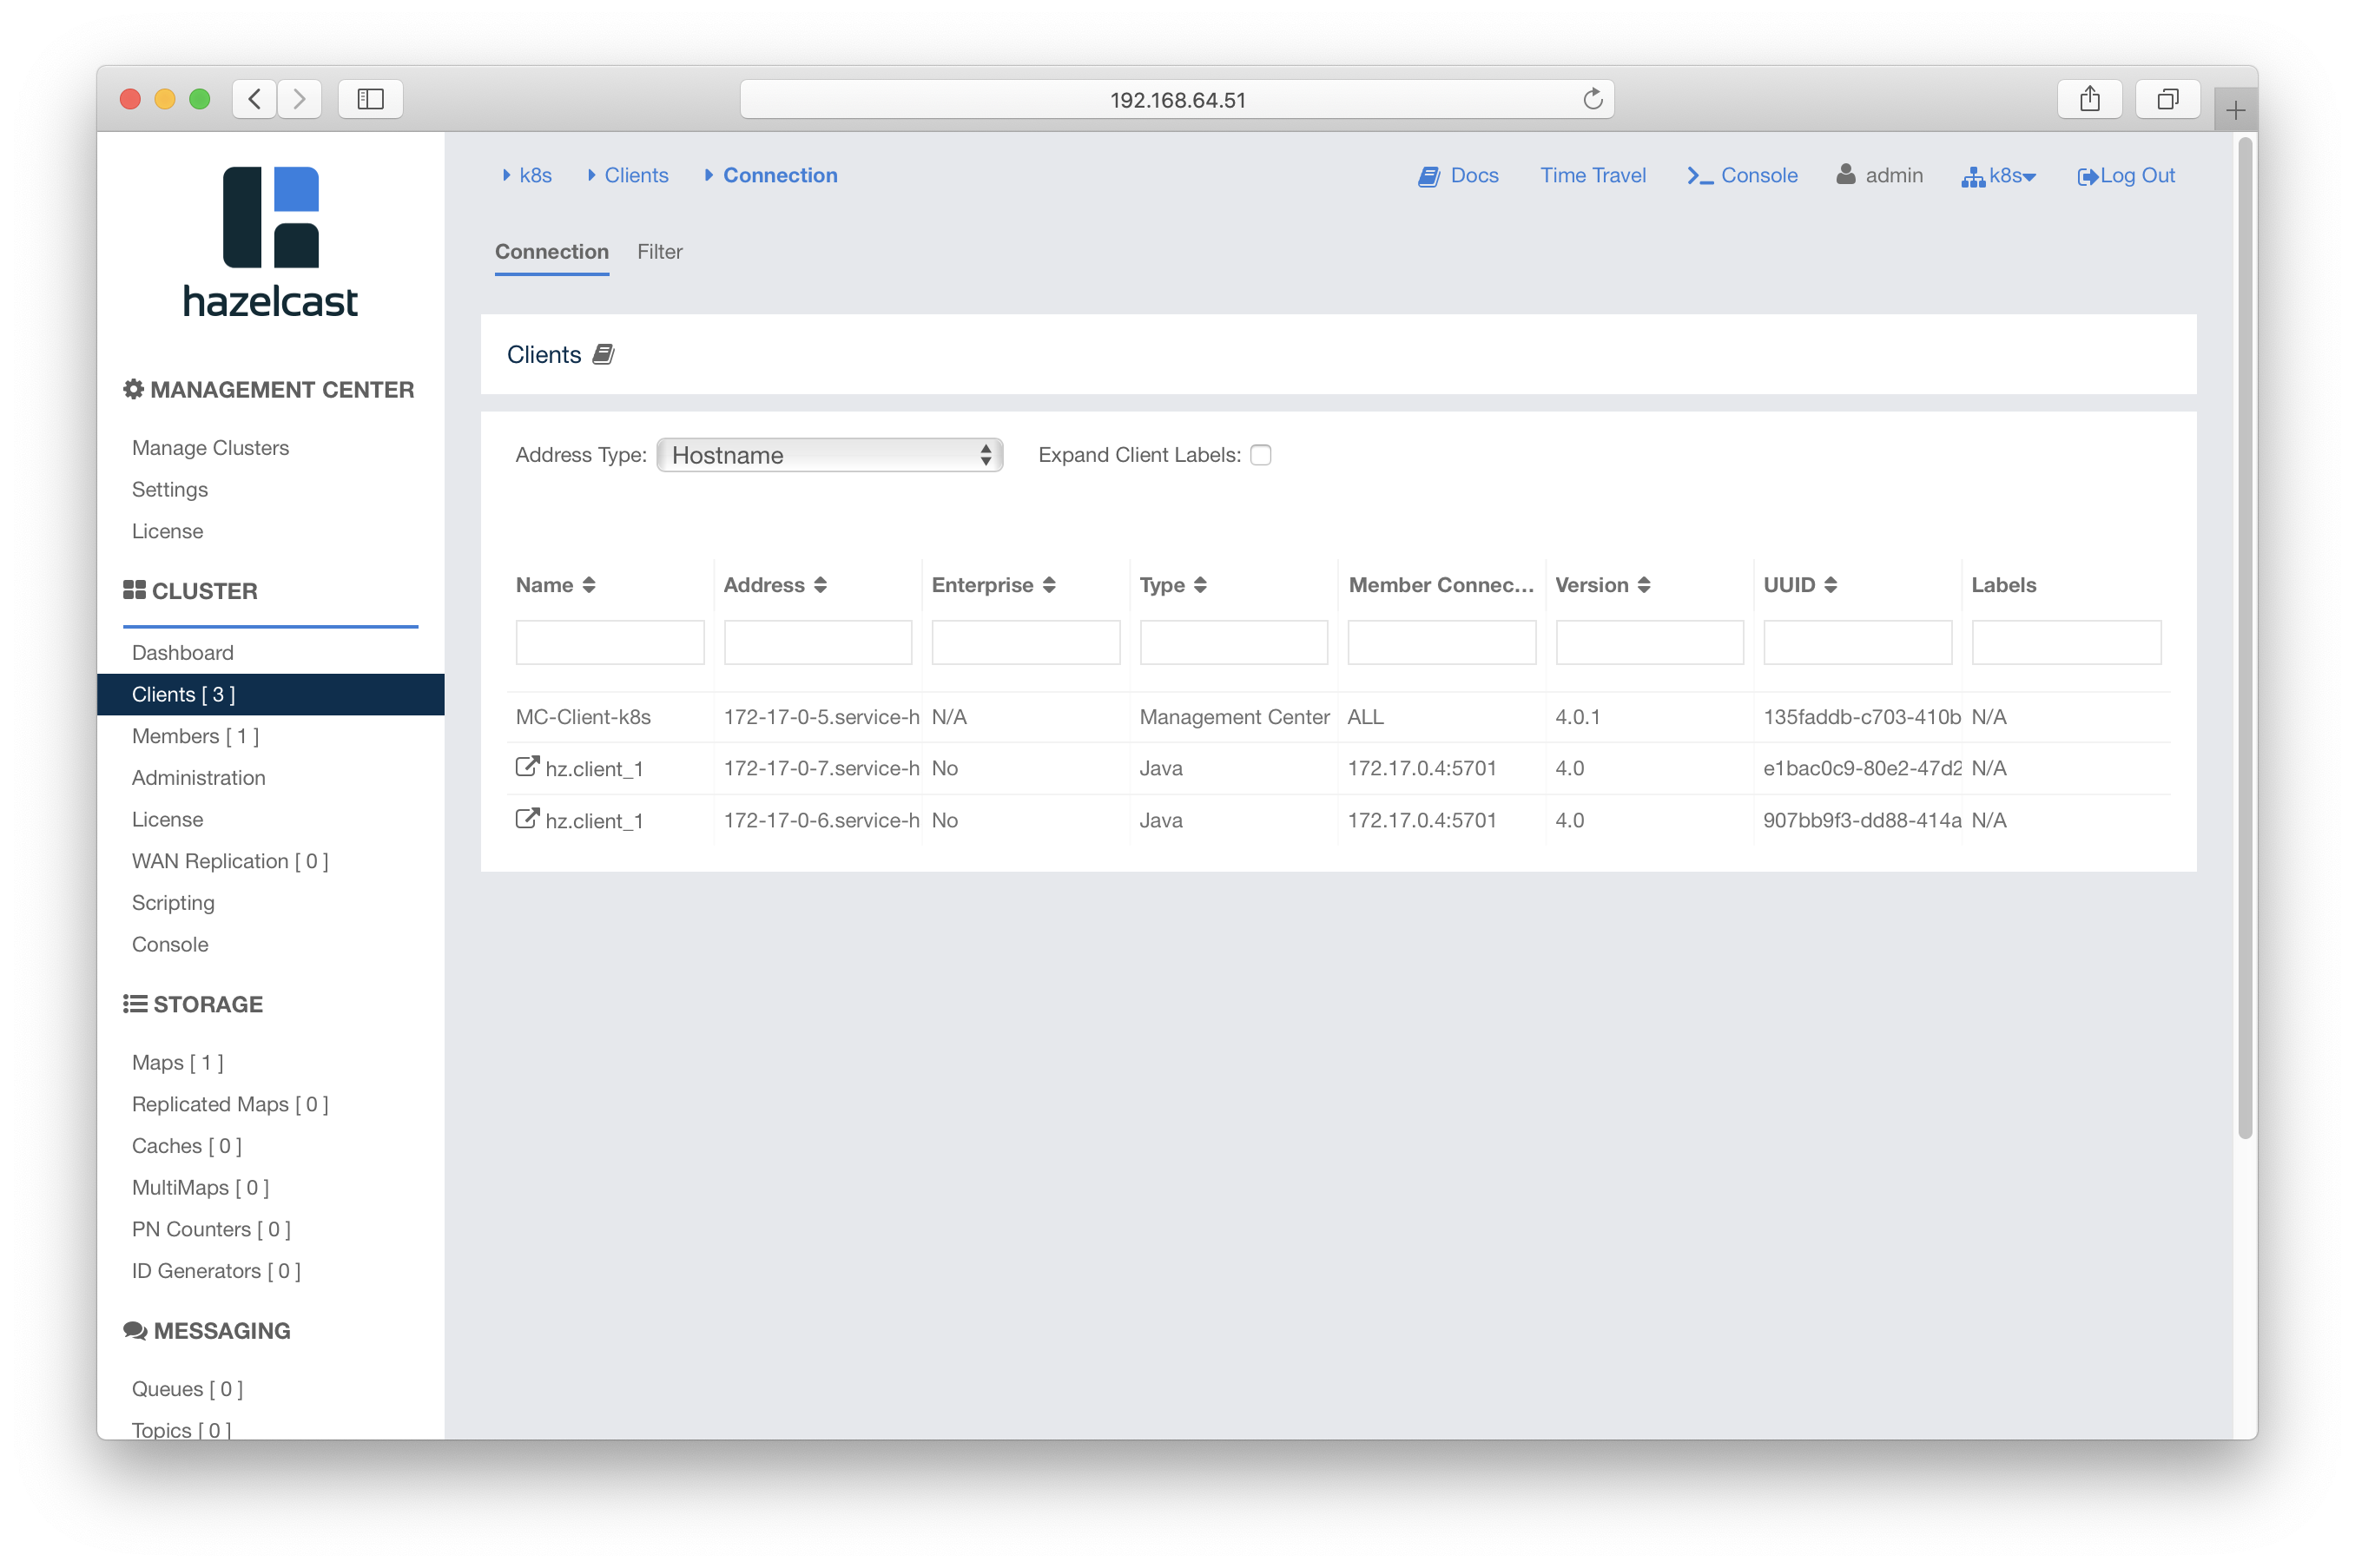 192.168.64.51
hazelcast
MANAGEMENT CENTER
Manage Clusters
Settings
License
CLUSTER
Dashboard
Clients [ 3 ]
Members [ 1 ]
Administration
License
WAN Replication [ 0 ]
Scripting
Console
STORAGE
Maps [ 1 ]
Replicated Maps [ 0 ]
Caches [ 0 ]
MultiMaps [ 0 ]
PN Counters [ 0 ]
ID Generators [ 0 ]
MESSAGING
Queues [ 0 ]
Topics [ 0 ]
k8s Clients Connection Docs Time Travel Console admin k8s Log Out
Connection Filter
Clients
Address Type: Hostname Expand Client Labels:
Name Address Enterprise Type Member Connec... Version UUID Labels
MC-Client-k8s 172-17-0-5.service-h N/A Management Center ALL 4.0.1 135faddb-c703-410b N/A
hz.client_1 172-17-0-7.service-h No Java 172.17.0.4:5701 4.0 e1bac0c9-80e2-47d2 N/A
hz.client_1 172-17-0-6.service-h No Java 172.17.0.4:5701 4.0 907bb9f3-dd88-414a N/A